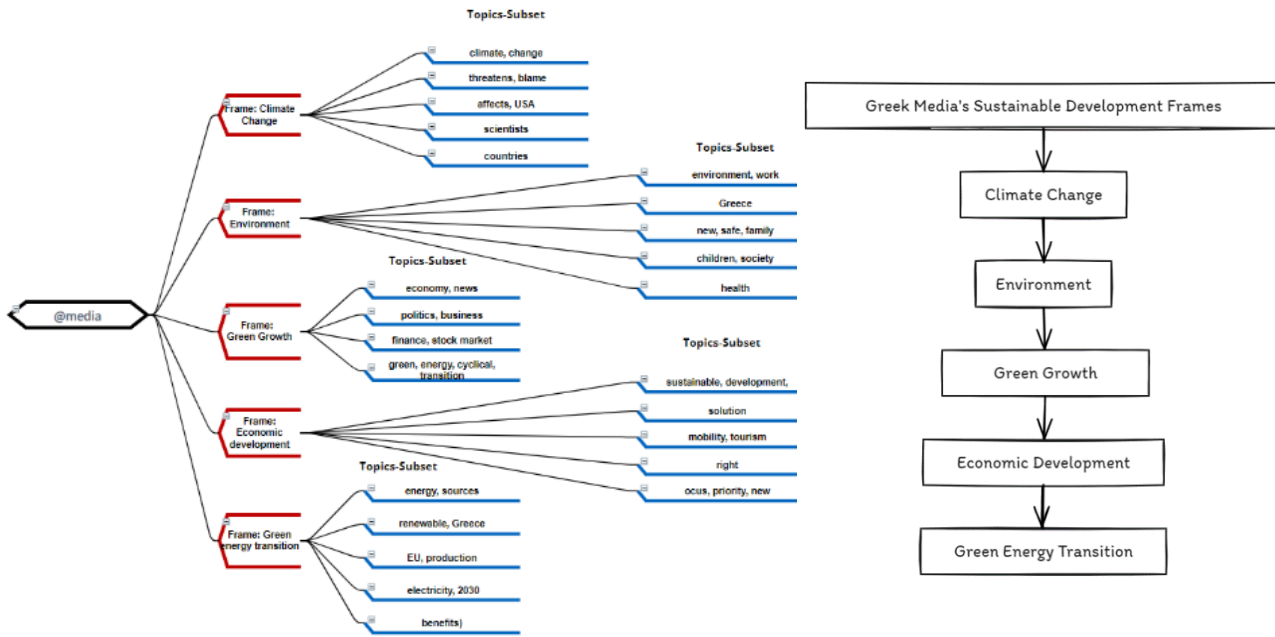 Topics-Subset
climate, change
threatens, blame
affects, USA
scientists
countries
Frame: Climate
Change
Topics-Subset
environment, work
Greece
new, safe, family
children, society
health
Frame:
Environment
Topics-Subset
economy, news
politics, business
finance, stock market
green, energy, cyclical,
transition
@media
Frame:
Green Growth
Topics-Subset
sustainable, development,
solution
mobility, tourism
right
ocus, priority, new
Frame:
Economic
development
Topics-Subset
energy, sources
renewable, Greece
EU, production
electricity, 2030
benefits)
Frame: Green
energy transition
Greek Media's Sustainable Development Frames
Climate Change
Environment
Green Growth
Economic Development
Green Energy Transition